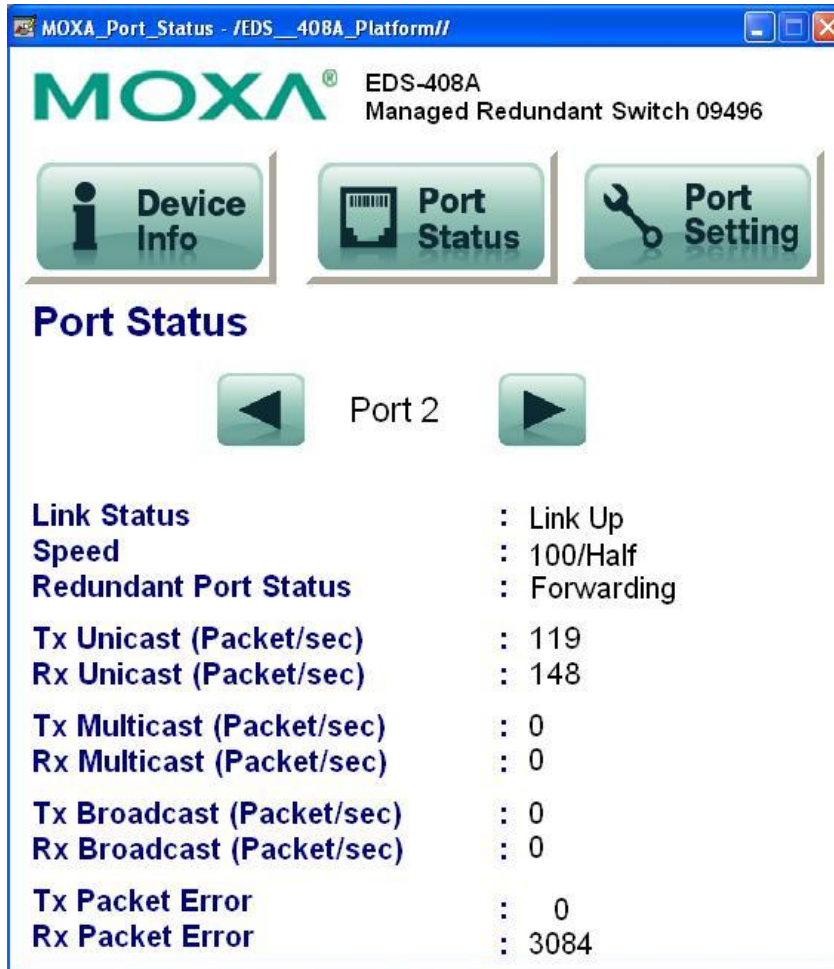 MOXA_Port_Status - /EDS__408A_Platform//
MOXA®
EDS-408A
Managed Redundant Switch 09496
Device Info
Port Status
Port Setting
Port Status
Port 2
Link Status : Link Up
Speed : 100/Half
Redundant Port Status : Forwarding
Tx Unicast (Packet/sec) : 119
Rx Unicast (Packet/sec) : 148
Tx Multicast (Packet/sec) : 0
Rx Multicast (Packet/sec) : 0
Tx Broadcast (Packet/sec) : 0
Rx Broadcast (Packet/sec) : 0
Tx Packet Error : 0
Rx Packet Error : 3084